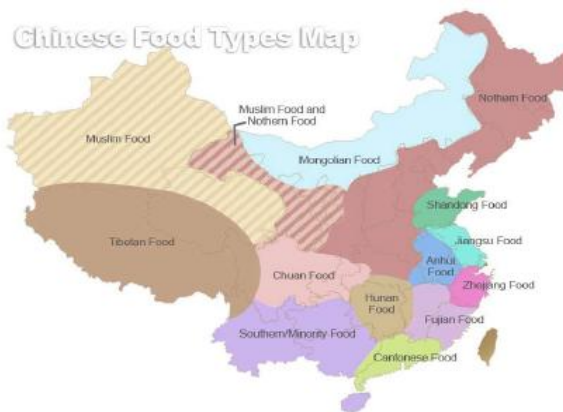 Chinese Food Types Map
Nothern Food
Muslim Food and
Nothern Food
Muslim Food
Mongolian Food
Shandong Food
Tibetan Food
Jiangsu Food
Anhui
Food
Chuan Food
Zhejiang Food
Hunan
Food
Fujian Food
Southern/Minority Food
Cantonese Food